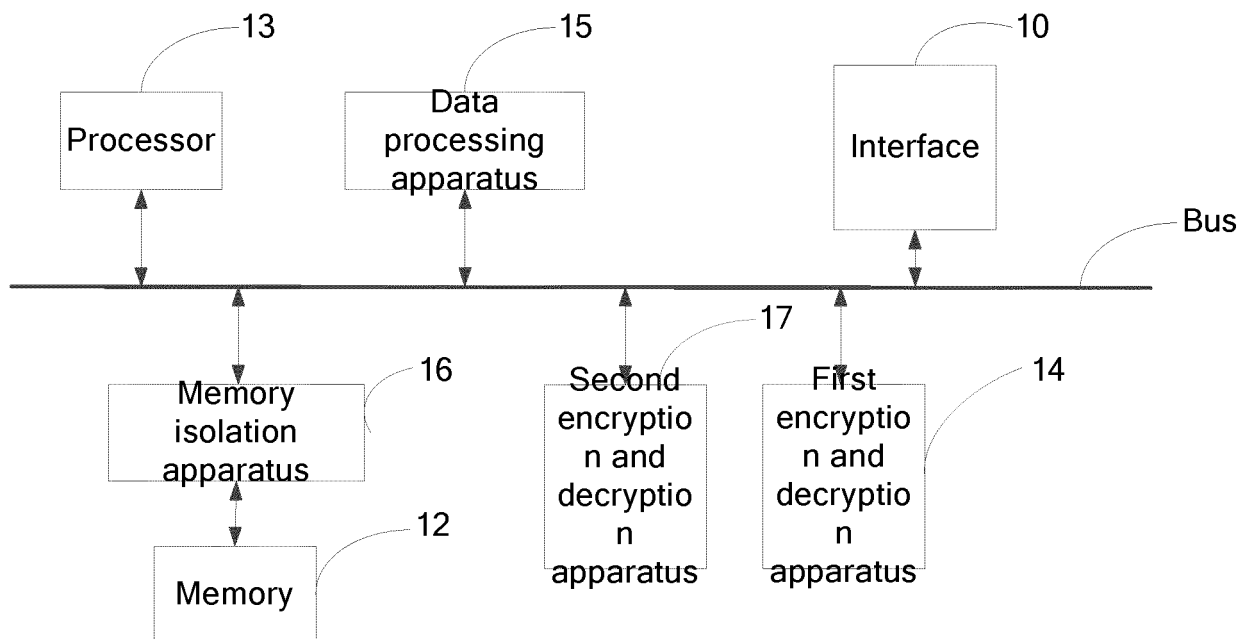 13
15
10
Processor
Data
processing
apparatus
Interface
Bus
17
16
14
Memory
isolation
apparatus
Second
encryptio
n and
decryptio
n
apparatus
First
encryptio
n and
decryptio
n
apparatus
12
Memory